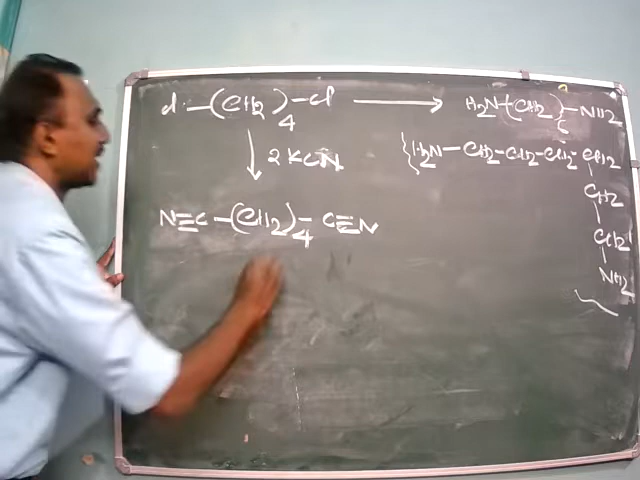 Cl—(CH2)4—Cl ⟶ H2N—(CH2)6—NH2
↓ 2 KCN
N≡C—(CH2)4—C≡N
{H2N—CH2—CH2—CH2—CH2
CH2
CH2
NH2